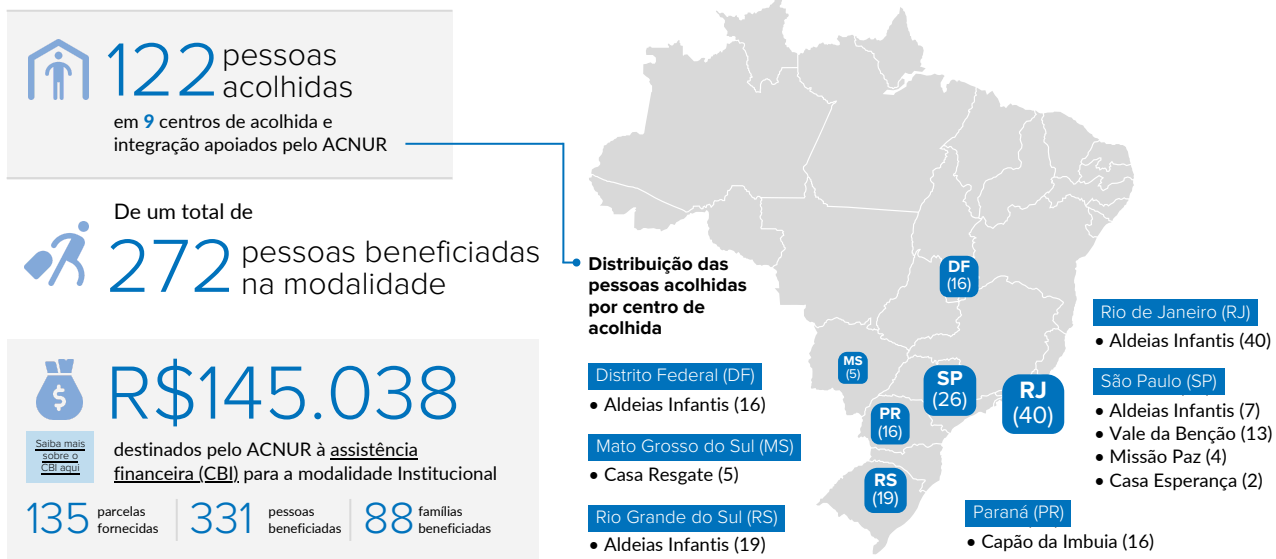 122 pessoas
acolhidas
em 9 centros de acolhida e
integração apoiados pelo ACNUR
De um total de
272 pessoas beneficiadas
na modalidade
$
R$145.038
Saiba mais
sobre o
CBI aqui
destinados pelo ACNUR à assistência
financeira (CBI) para a modalidade Institucional
135 parcelas
fornecidas
331 pessoas
beneficiadas
88 famílias
beneficiadas
Distribuição das
pessoas acolhidas
por centro de
acolhida
Distrito Federal (DF)
• Aldeias Infantis (16)
Mato Grosso do Sul (MS)
• Casa Resgate (5)
Rio Grande do Sul (RS)
• Aldeias Infantis (19)
DF
(16)
MS
(5)
SP
(26)
RJ
(40)
PR
(16)
RS
(19)
Rio de Janeiro (RJ)
• Aldeias Infantis (40)
São Paulo (SP)
• Aldeias Infantis (7)
• Vale da Benção (13)
• Missão Paz (4)
• Casa Esperança (2)
Paraná (PR)
• Capão da Imbuia (16)